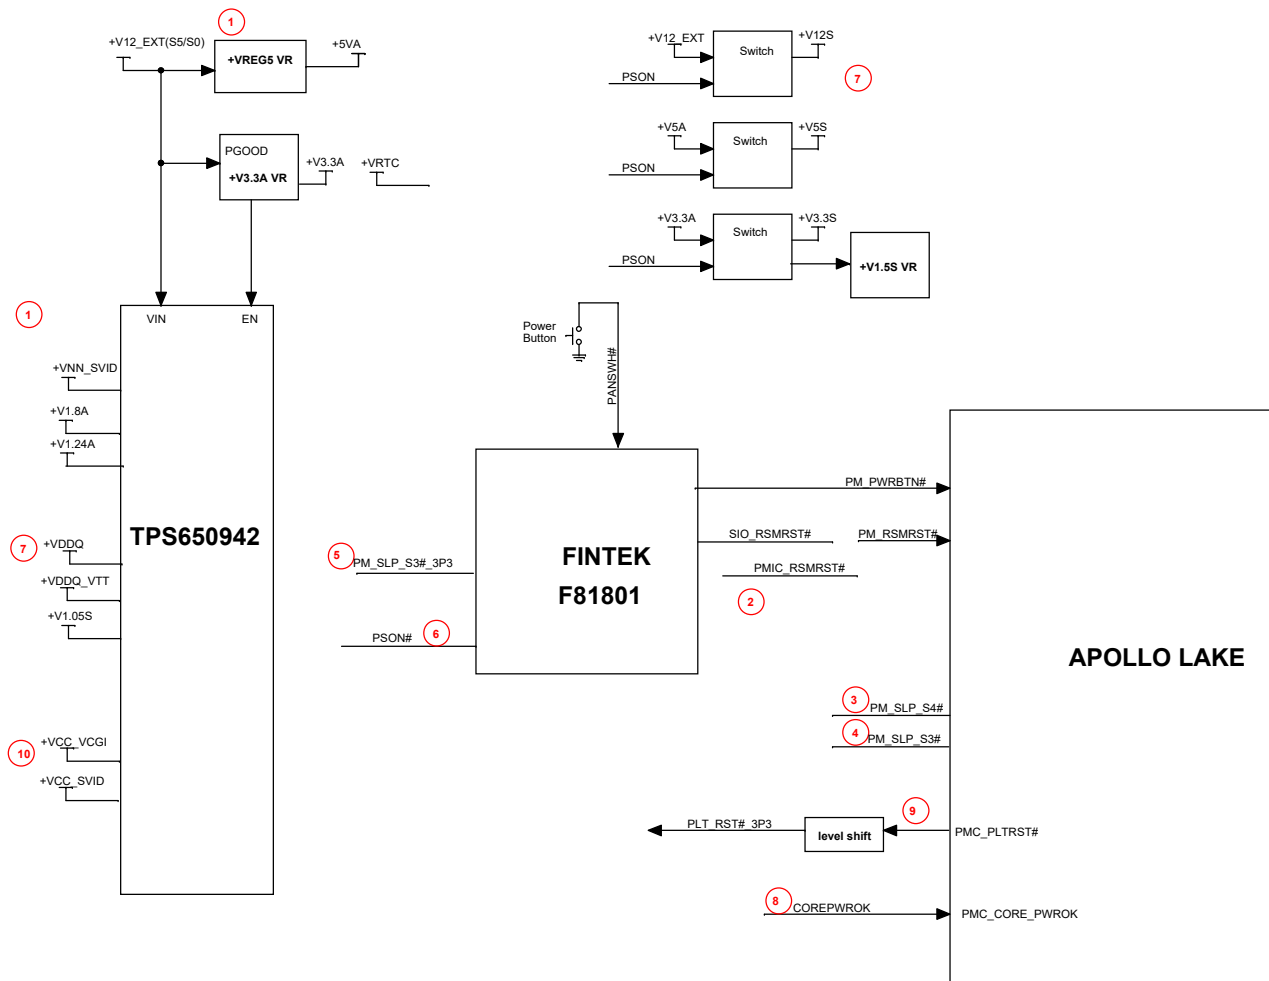 1
+V12_EXT(S5/S0)
+VREG5 VR
+5VA
PGOOD
+V3.3A VR
+V3.3A
+VRTC
+V12_EXT
Switch
+V12S
PSON
7
+V5A
Switch
+V5S
PSON
+V3.3A
Switch
+V3.3S
PSON
+V1.5S VR
1
VIN
EN
+VNN_SVID
+V1.8A
+V1.24A
TPS650942
7
+VDDQ
+VDDQ_VTT
+V1.05S
10
+VCC_VCGI
+VCC_SVID
Power
Button
PANSWH#
FINTEK
F81801
5
PM_SLP_S3#_3P3
PSON#
6
PM_PWRBTN#
SIO_RSMRST#
PM_RSMRST#
PMIC_RSMRST#
2
APOLLO LAKE
3
PM_SLP_S4#
4
PM_SLP_S3#
9
PLT_RST#_3P3
level shift
PMC_PLTRST#
8
COREPWROK
PMC_CORE_PWROK